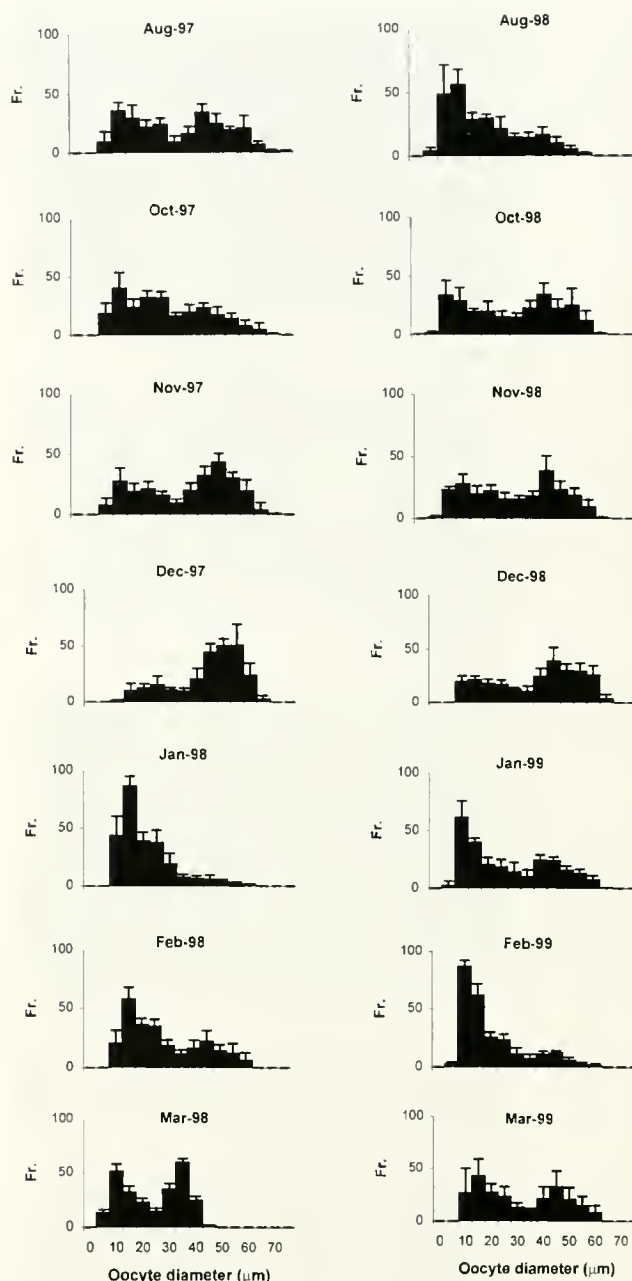 Aug-97
100
50
0
Fr.
Aug-98
100
50
0
Fr.
Oct-97
100
50
0
Fr.
Oct-98
100
50
0
Fr.
Nov-97
100
50
0
Fr.
Nov-98
100
50
0
Fr.
Dec-97
100
50
0
Fr.
Dec-98
100
50
0
Fr.
Jan-98
100
50
0
Fr.
Jan-99
100
50
0
Fr.
Feb-98
100
50
0
Fr.
Feb-99
100
50
0
Fr.
Mar-98
100
50
0
Fr.
0 10 20 30 40 50 60 70
Oocyte diameter (μm)
Mar-99
100
50
0
Fr.
0 10 20 30 40 50 60 70
Oocyte diameter (μm)